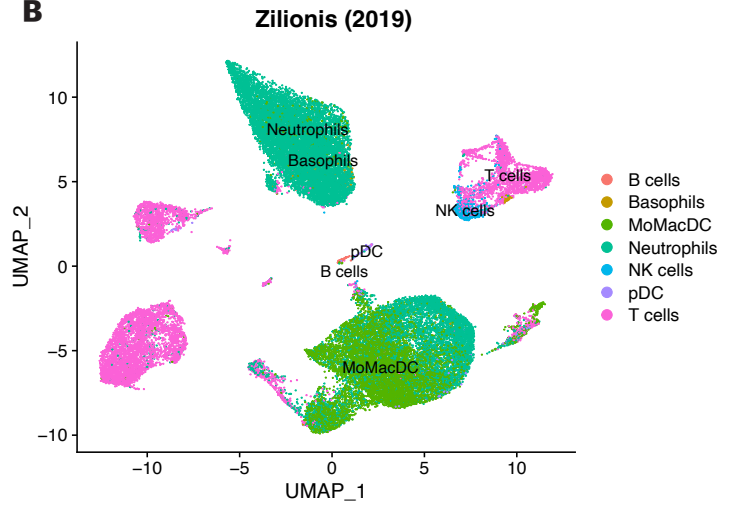 B
Zilionis (2019)
10
5
0
−5
−10
UMAP_2
Neutrophils
Basophils
T cells
NK cells
pDC
B cells
MoMacDC
−10
−5
0
5
10
UMAP_1
B cells
Basophils
MoMacDC
Neutrophils
NK cells
pDC
T cells